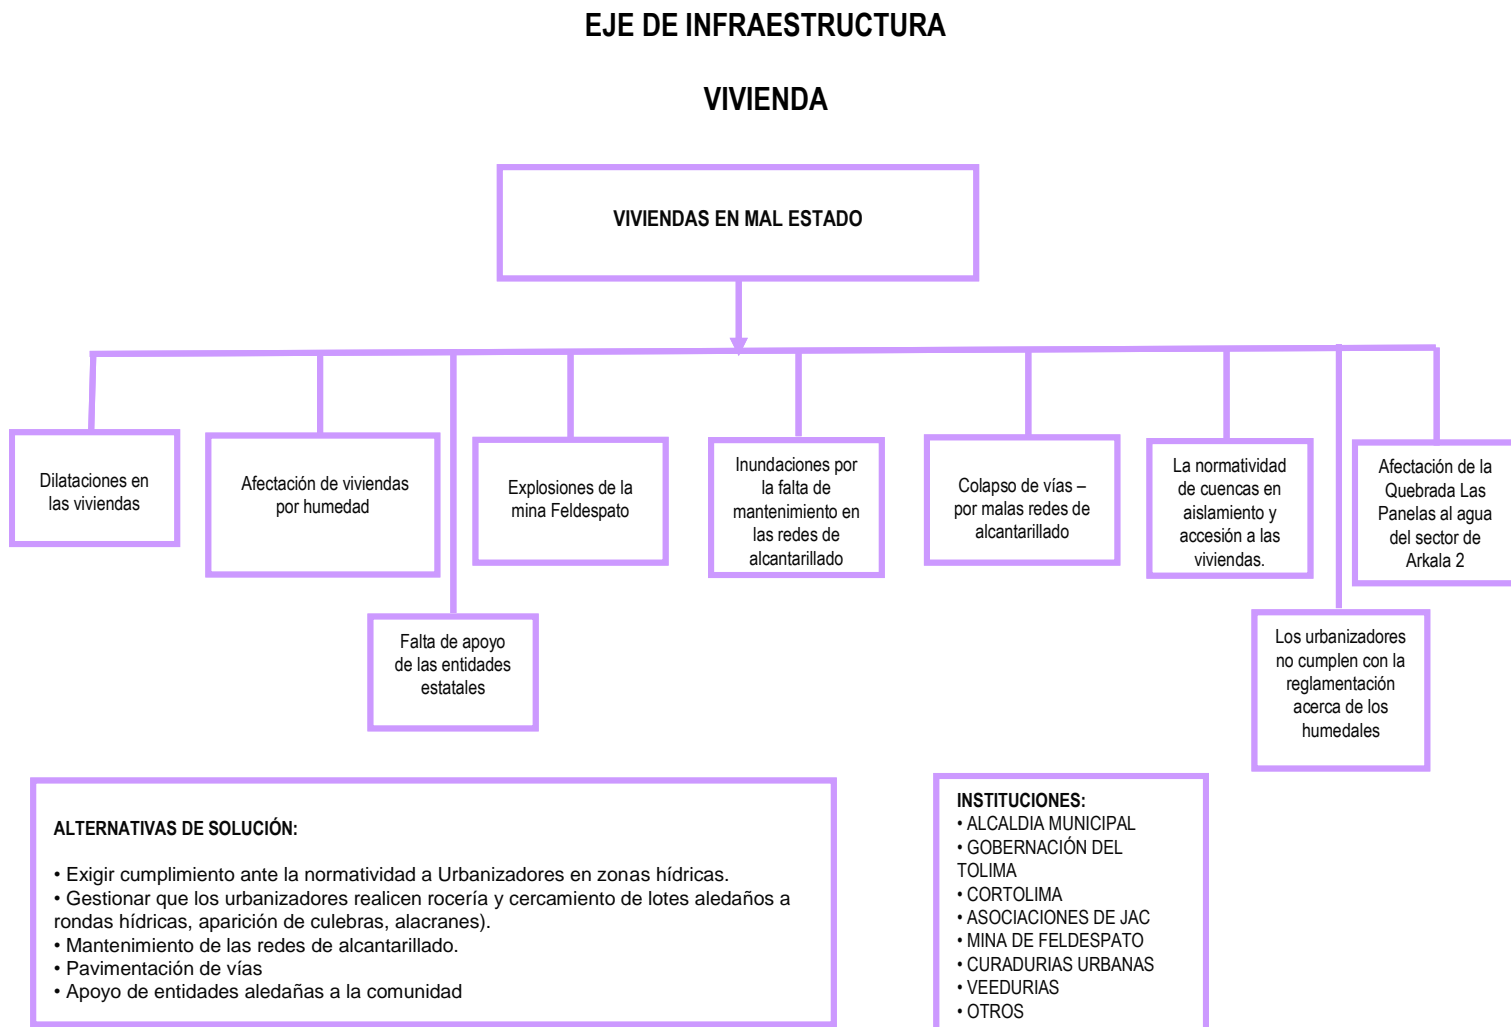 EJE DE INFRAESTRUCTURA
VIVIENDA
VIVIENDAS EN MAL ESTADO
Dilataciones en
las viviendas
Afectación de viviendas
por humedad
Falta de apoyo
de las entidades
estatales
Explosiones de la
mina Feldespato
Inundaciones por
la falta de
mantenimiento en
las redes de
alcantarillado
Colapso de vías –
por malas redes de
alcantarillado
La normatividad
de cuencas en
aislamiento y
accesión a las
viviendas.
Los urbanizadores
no cumplen con la
reglamentación
acerca de los
humedales
Afectación de la
Quebrada Las
Panelas al agua
del sector de
Arkala 2
ALTERNATIVAS DE SOLUCIÓN:
• Exigir cumplimiento ante la normatividad a Urbanizadores en zonas hídricas.
• Gestionar que los urbanizadores realicen rocería y cercamiento de lotes aledaños a
rondas hídricas, aparición de culebras, alacranes).
• Mantenimiento de las redes de alcantarillado.
• Pavimentación de vías
• Apoyo de entidades aledañas a la comunidad
INSTITUCIONES:
• ALCALDIA MUNICIPAL
• GOBERNACIÓN DEL
TOLIMA
• CORTOLIMA
• ASOCIACIONES DE JAC
• MINA DE FELDESPATO
• CURADURIAS URBANAS
• VEEDURIAS
• OTROS